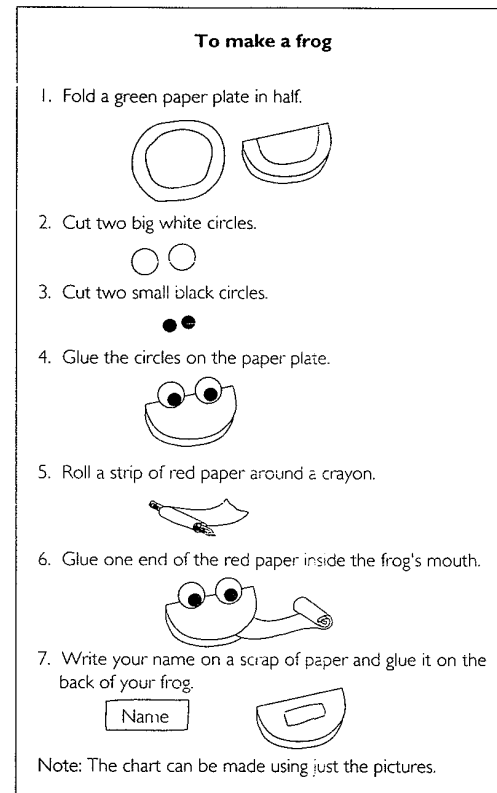 To make a frog
1. Fold a green paper plate in half.
2. Cut two big white circles.
3. Cut two small black circles.
4. Glue the circles on the paper plate.
5. Roll a strip of red paper around a crayon.
6. Glue one end of the red paper inside the frog's mouth.
7. Write your name on a scrap of paper and glue it on the
back of your frog.
Name
Note: The chart can be made using just the pictures.